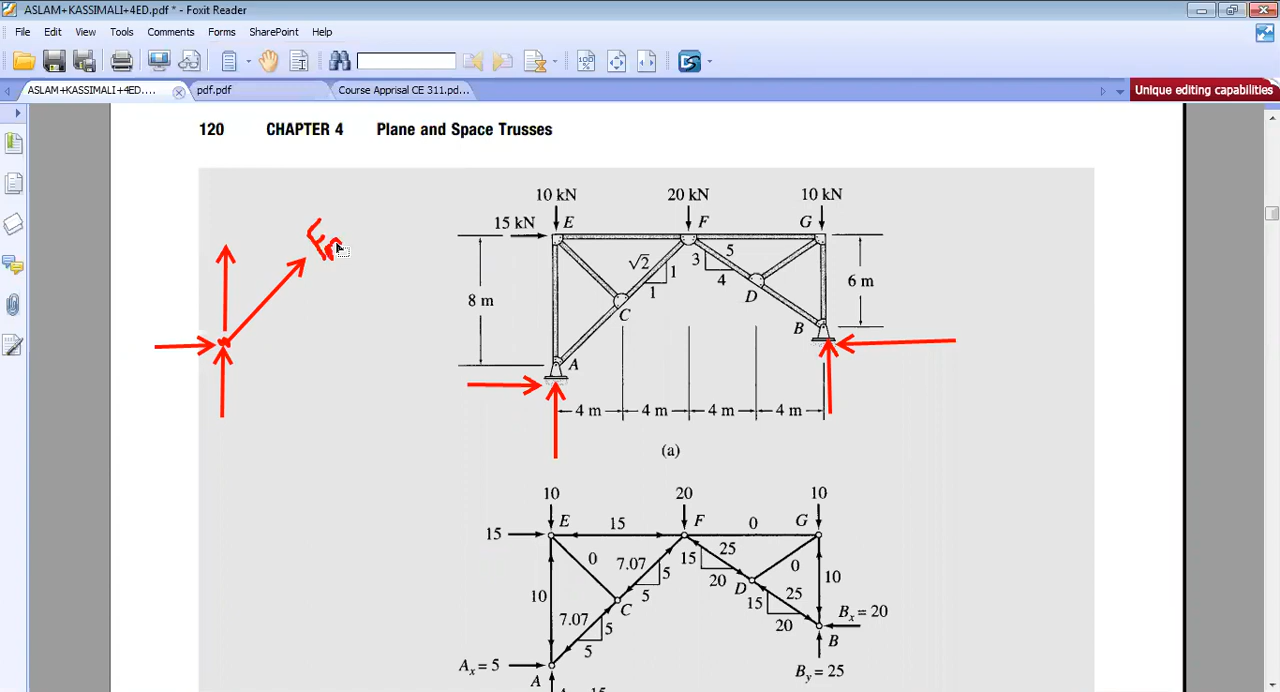 ASLAM+KASSIMALI+4ED.pdf * - Foxit Reader
File Edit View Tools Comments Forms SharePoint Help
ASLAM+KASSIMALI+4ED.... pdf.pdf Course Apprisal CE 311.pd... Unique editing capabilities
120 CHAPTER 4 Plane and Space Trusses
10 kN 20 kN 10 kN
15 kN E F G
√2 1 3 5
1 4
8 m 6 m
C D B
A
4 m 4 m 4 m 4 m
(a)
10 20 10
E F G
15 15 0
0 7.07 5 15 25 0
10 5 20 D 10
7.07 C 15 25
5 20 Bx = 20
5 B
Ax = 5 By = 25
A